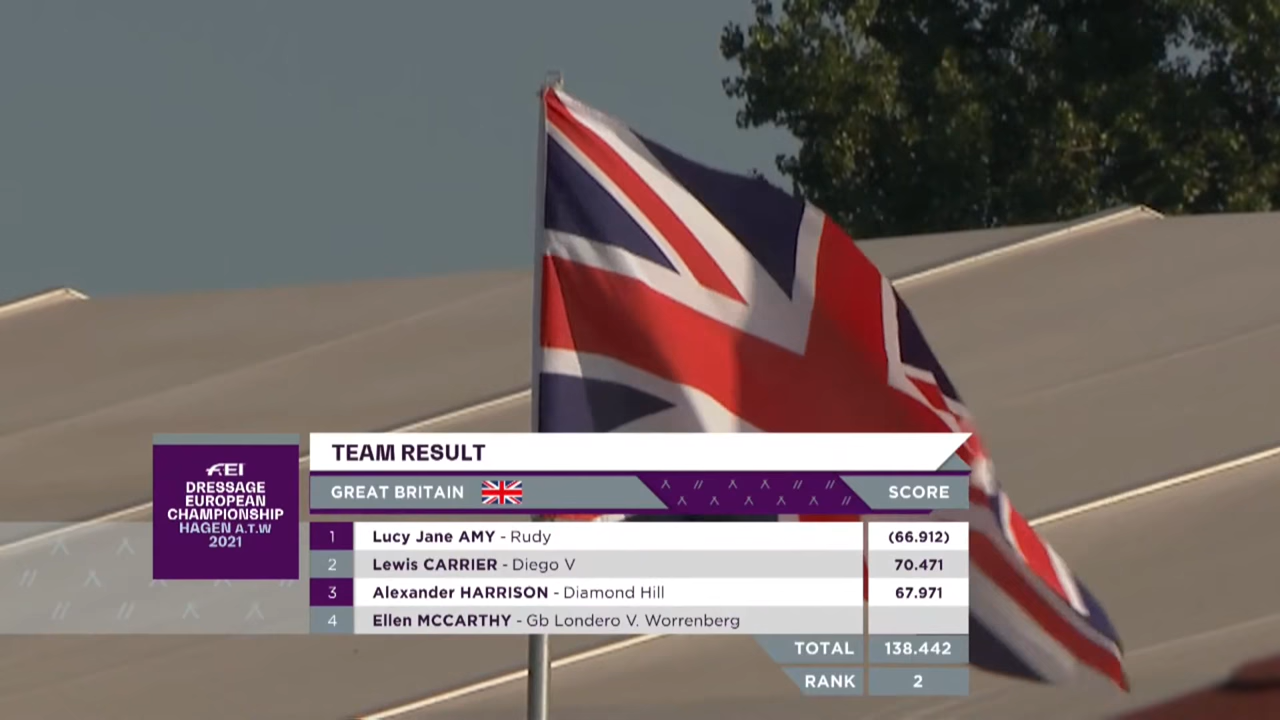 FEI
DRESSAGE
EUROPEAN
CHAMPIONSHIP
HAGEN A.T.W
2021
TEAM RESULT
GREAT BRITAIN SCORE
1 Lucy Jane AMY - Rudy (66.912)
2 Lewis CARRIER - Diego V 70.471
3 Alexander HARRISON - Diamond Hill 67.971
4 Ellen MCCARTHY - Gb Londero V. Worrenberg
TOTAL 138.442
RANK 2